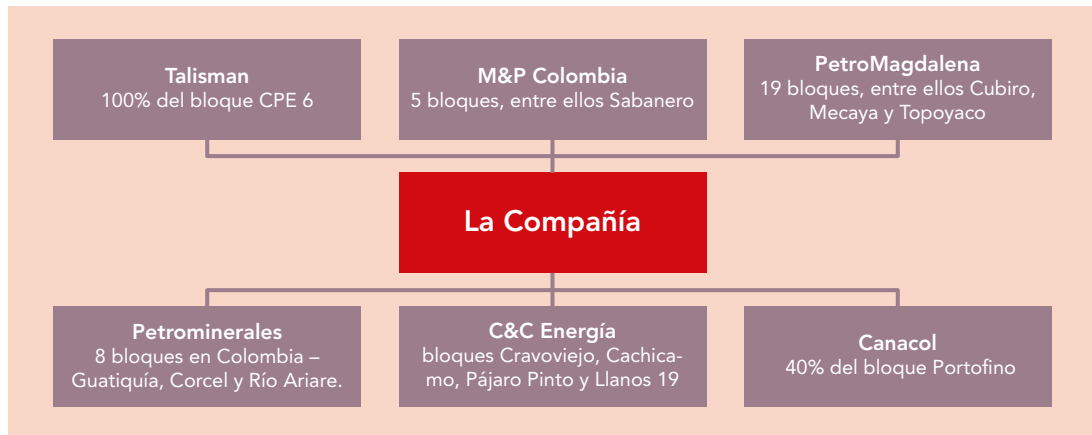 Talisman
100% del bloque CPE 6
M&P Colombia
5 bloques, entre ellos Sabanero
PetroMagdalena
19 bloques, entre ellos Cubiro,
Mecaya y Topoyaco
La Compañía
Petrominerales
8 bloques en Colombia –
Guatiquía, Corcel y Río Ariare.
C&C Energía
bloques Cravoviejo, Cachica-
mo, Pájaro Pinto y Llanos 19
Canacol
40% del bloque Portofino